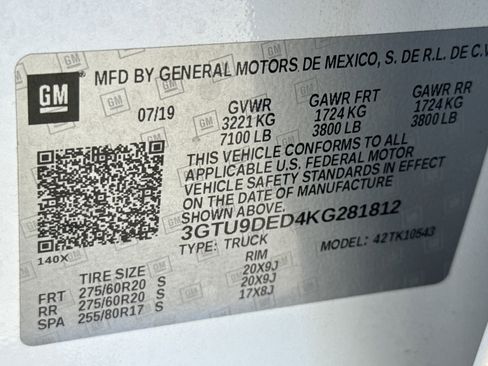 GM
MFD BY GENERAL MOTORS DE MEXICO, S. DE R.L. DE C.V
07/19 GVWR GAWR FRT GAWR RR
3221 KG 1724 KG 1724 KG
7100 LB 3800 LB 3800 LB
THIS VEHICLE CONFORMS TO ALL
APPLICABLE U.S. FEDERAL MOTOR
VEHICLE SAFETY STANDARDS IN EFFECT
ON THE DATE OF MANUFACTURE
SHOWN ABOVE.
3GTU9DED4KG281812
140X TYPE: TRUCK MODEL: 42TK10543
TIRE SIZE RIM
FRT 275/60R20 S 20X9J
RR 275/60R20 S 20X9J
SPA 255/80R17 S 17X8J